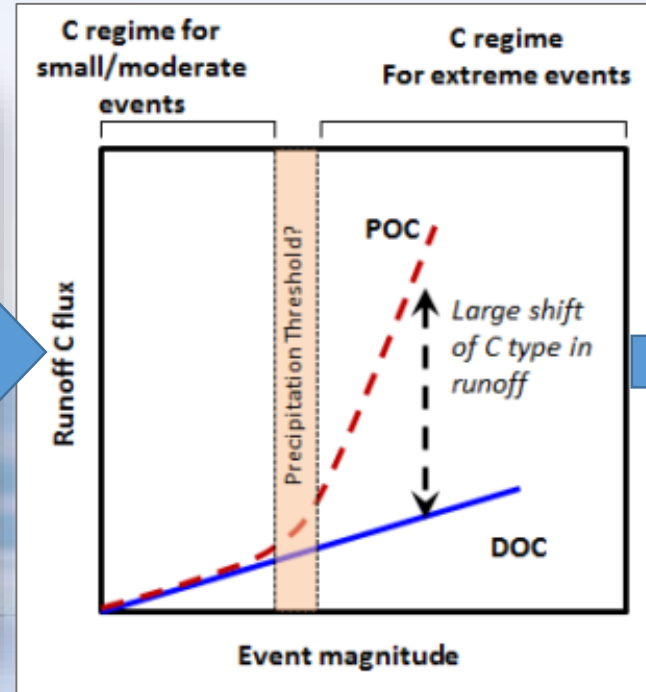 C regime for
small/moderate
events
C regime
For extreme events
Runoff C flux
Precipitation Threshold?
POC
Large shift
of C type in
runoff
DOC
Event magnitude